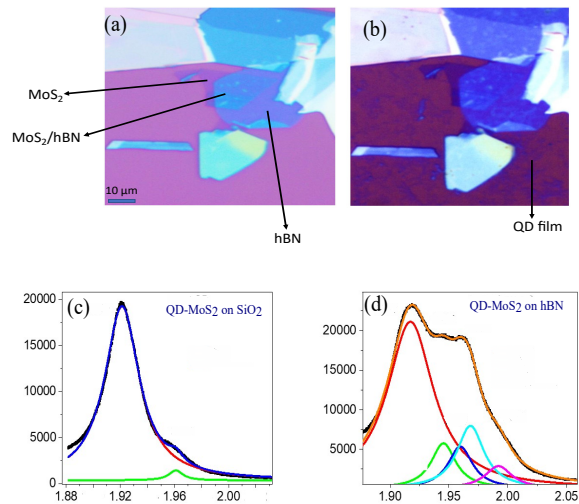 (a)
(b)
MoS₂
MoS₂/hBN
10 μm
hBN
QD film
(c)
QD-MoS₂ on SiO₂
20000
15000
10000
5000
0
1.88
1.92
1.96
2.00
(d)
QD-MoS₂ on hBN
20000
15000
10000
5000
1.90
1.95
2.00